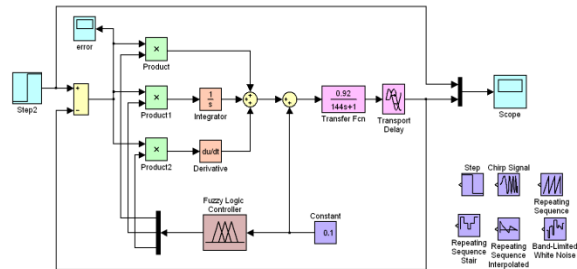 error
×
Product
Step2
+
−
×
Product1
1
s
Integrator
+
+
+
+
+
0.92
144s+1
Transfer Fcn
Transport
Delay
Scope
×
Product2
du/dt
Derivative
Fuzzy Logic
Controller
Constant
0.1
Step
Chirp Signal
Repeating
Sequence
Repeating
Sequence
Stair
Repeating
Sequence
Interpolated
Band-Limited
White Noise